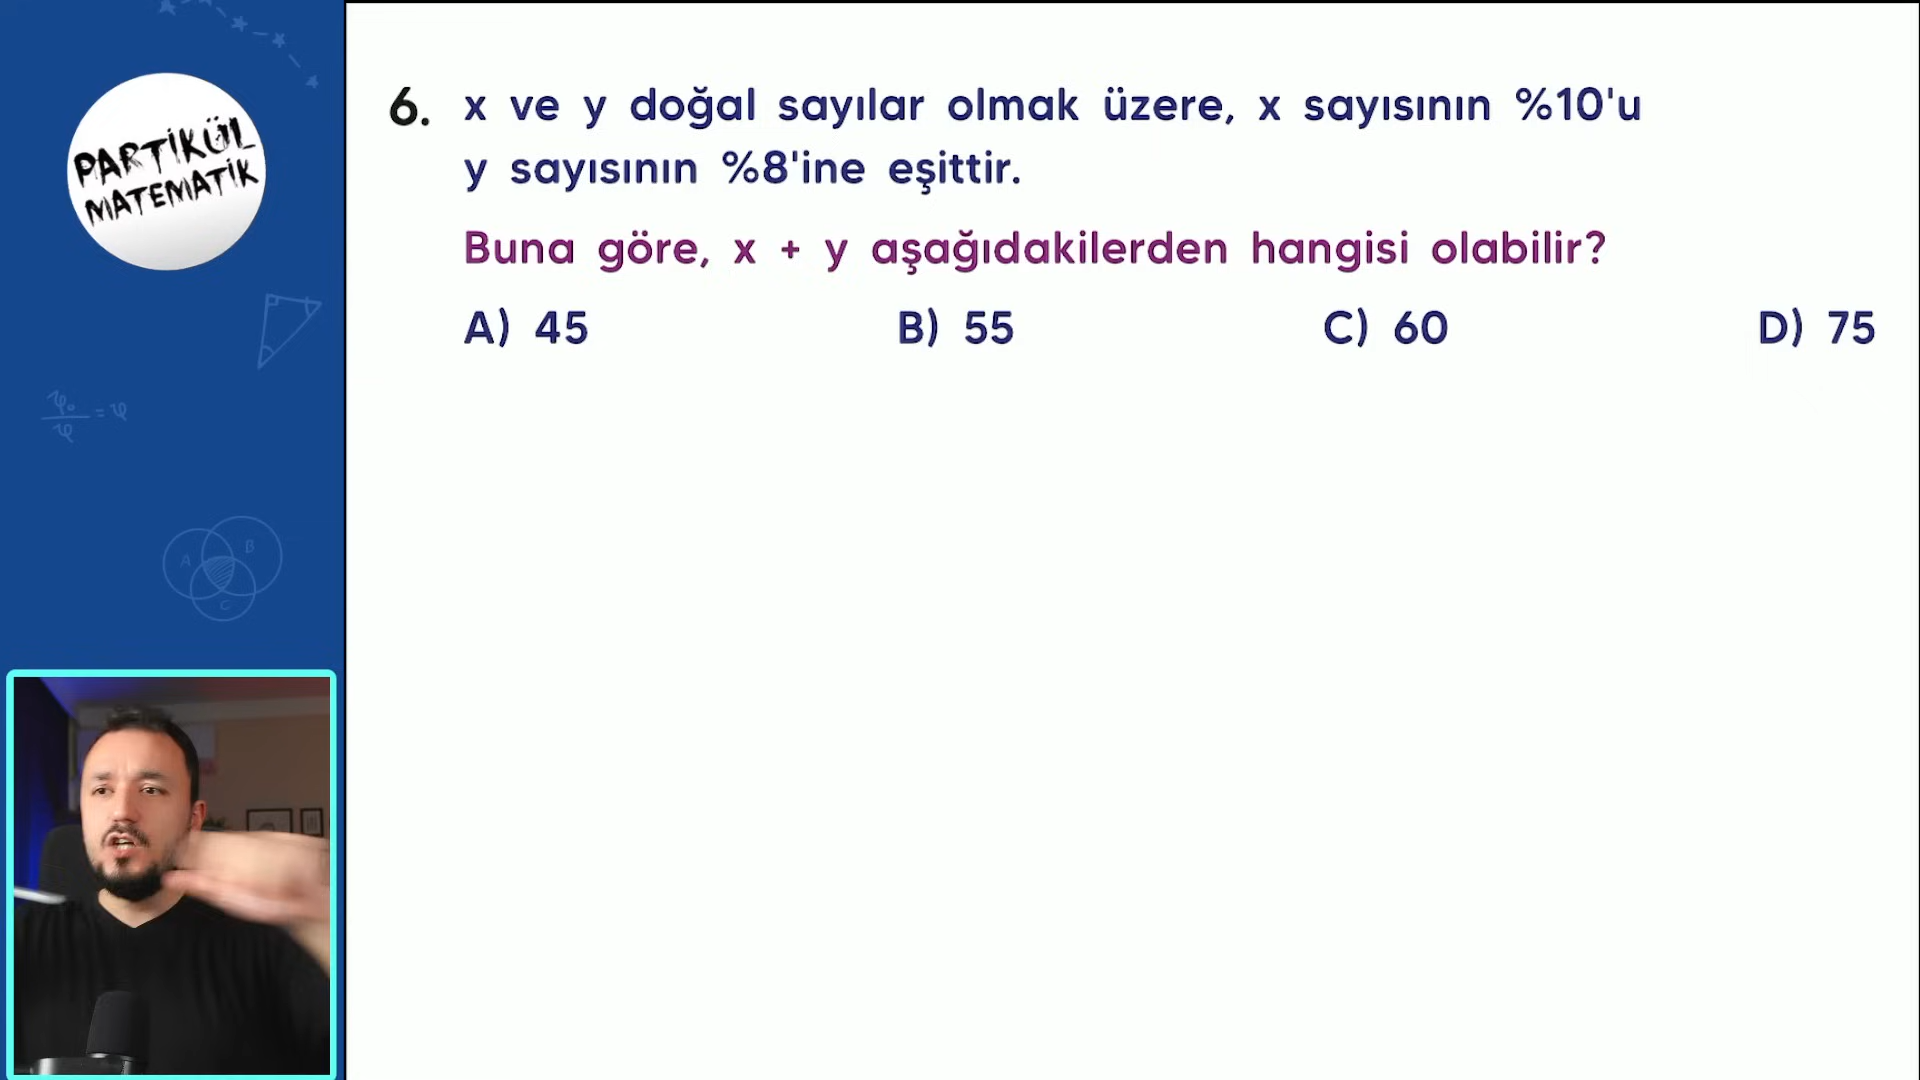 PARTİKÜL
MATEMATİK
6. x ve y doğal sayılar olmak üzere, x sayısının %10'u
y sayısının %8'ine eşittir.
Buna göre, x + y aşağıdakilerden hangisi olabilir?
A) 45 B) 55 C) 60 D) 75
A B
C